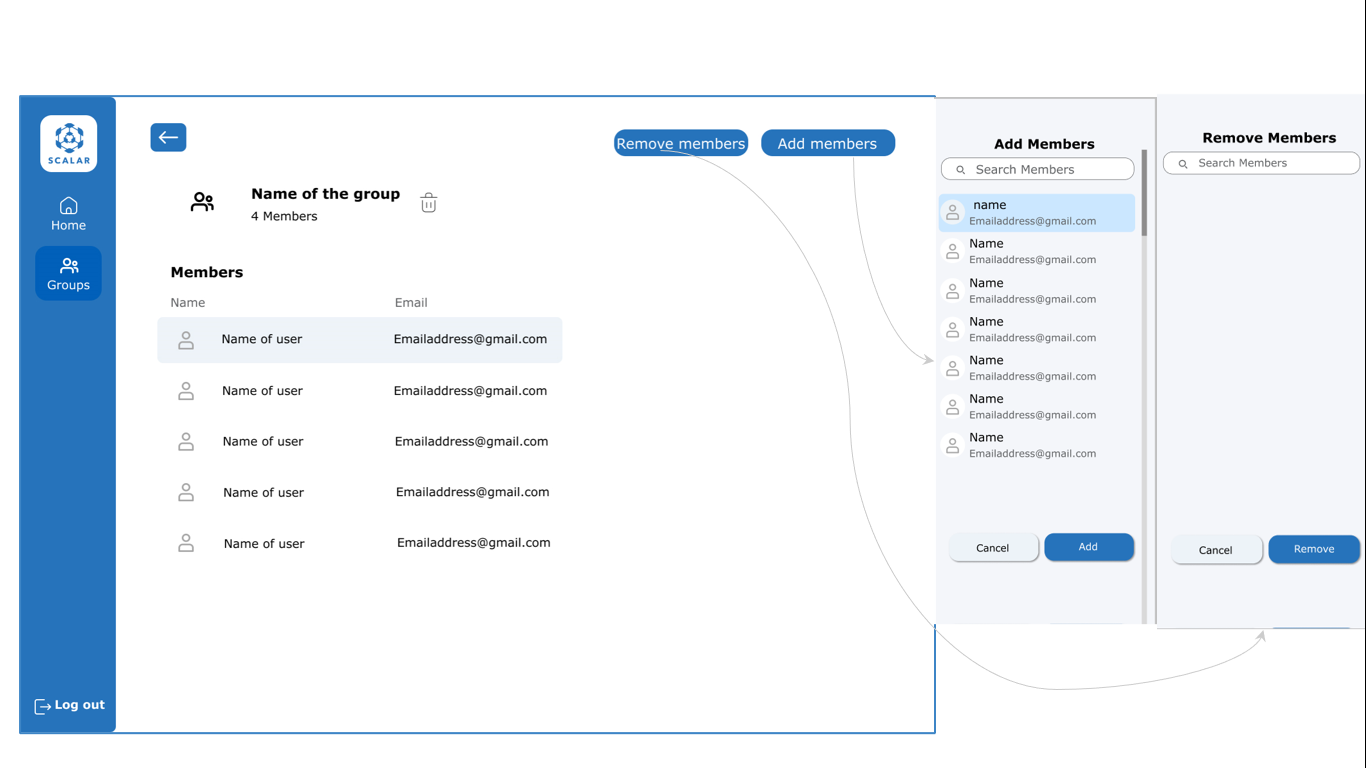 SCALAR
Home
Groups
Log out
Remove members
Add members
Name of the group
4 Members
Members
Name Email
Name of user Emailaddress@gmail.com
Name of user Emailaddress@gmail.com
Name of user Emailaddress@gmail.com
Name of user Emailaddress@gmail.com
Name of user Emailaddress@gmail.com
Add Members
Search Members
name
Emailaddress@gmail.com
Name
Emailaddress@gmail.com
Name
Emailaddress@gmail.com
Name
Emailaddress@gmail.com
Name
Emailaddress@gmail.com
Name
Emailaddress@gmail.com
Name
Emailaddress@gmail.com
Cancel
Add
Remove Members
Search Members
Cancel
Remove